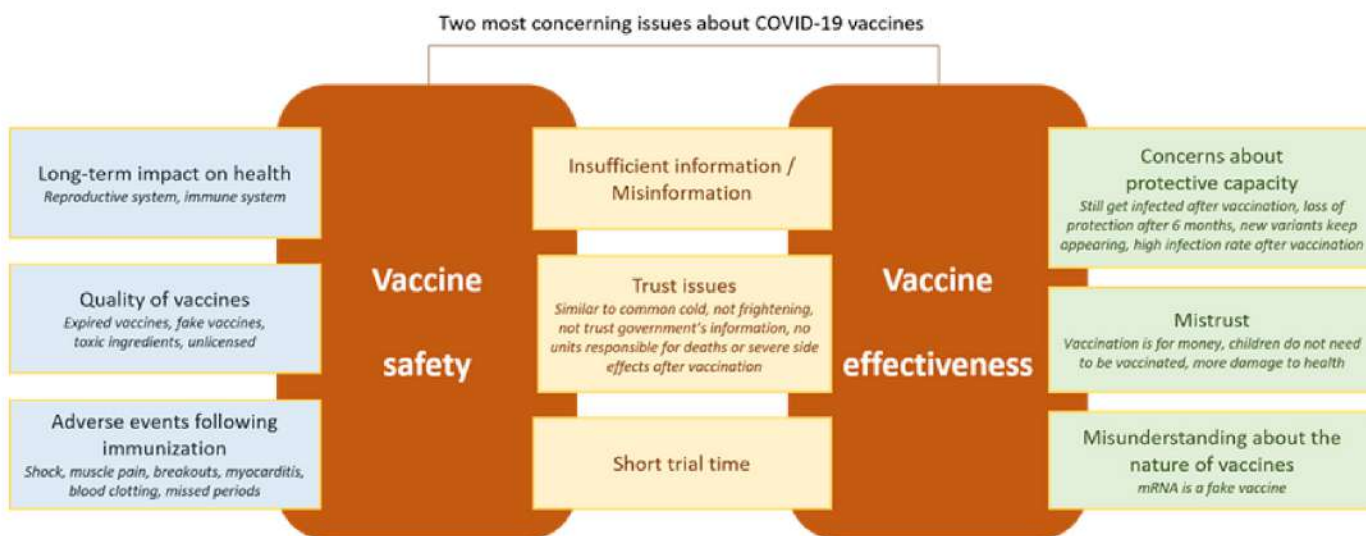 Two most concerning issues about COVID-19 vaccines
Long-term impact on health
Reproductive system, immune system
Quality of vaccines
Expired vaccines, fake vaccines,
toxic ingredients, unlicensed
Adverse events following
immunization
Shock, muscle pain, breakouts, myocarditis,
blood clotting, missed periods
Vaccine
safety
Insufficient information /
Misinformation
Trust issues
Similar to common cold, not frightening,
not trust government's information, no
units responsible for deaths or severe side
effects after vaccination
Short trial time
Vaccine
effectiveness
Concerns about
protective capacity
Still get infected after vaccination, loss of
protection after 6 months, new variants keep
appearing, high infection rate after vaccination
Mistrust
Vaccination is for money, children do not need
to be vaccinated, more damage to health
Misunderstanding about the
nature of vaccines
mRNA is a fake vaccine